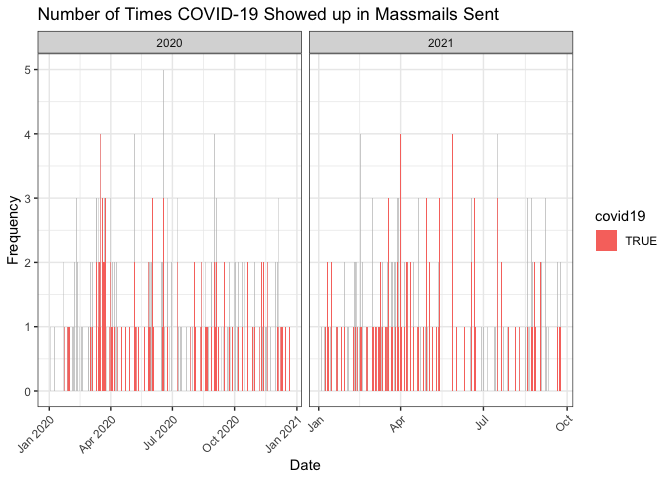 Number of Times COVID-19 Showed up in Massmails Sent
2020
2021
5
4
3
2
1
0
Frequency
Jan 2020
Apr 2020
Jul 2020
Oct 2020
Jan 2021
Jan
Apr
Jul
Oct
Date
covid19
TRUE